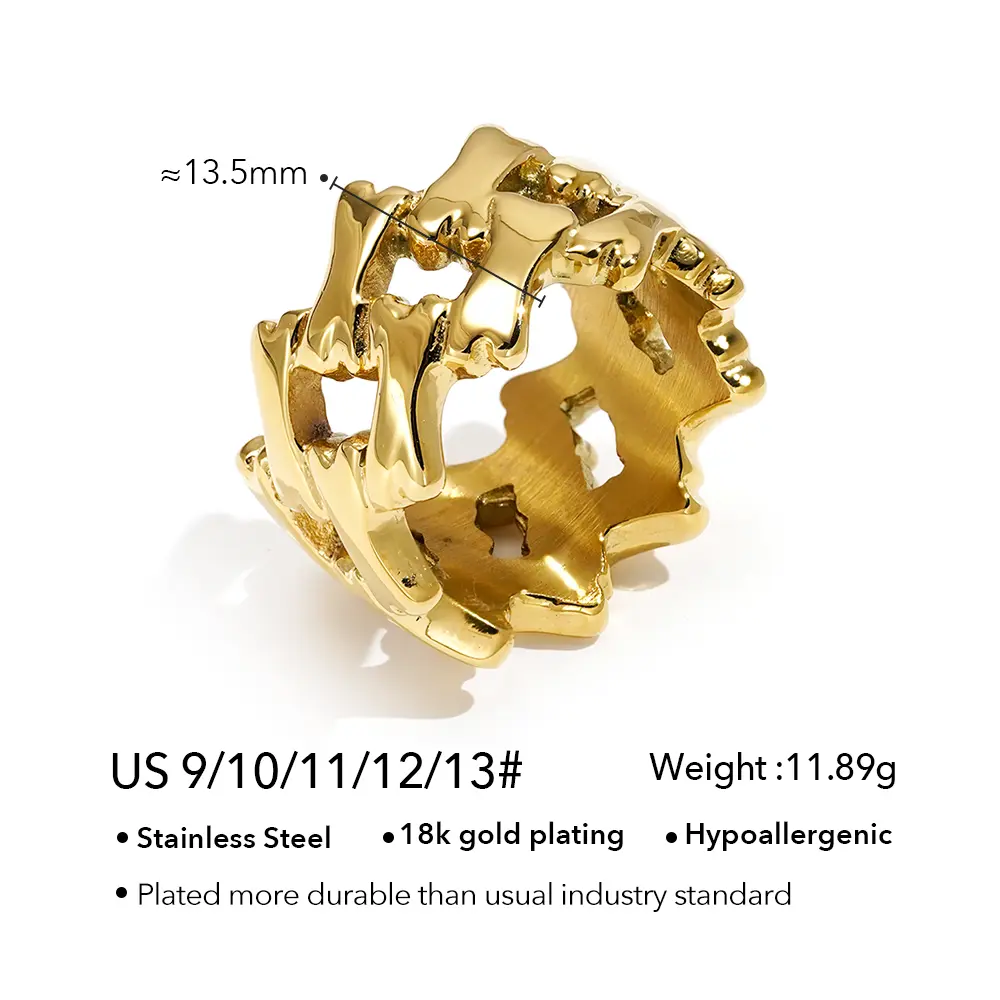 ≈13.5mm
US 9/10/11/12/13# Weight :11.89g
• Stainless Steel • 18k gold plating • Hypoallergenic
• Plated more durable than usual industry standard